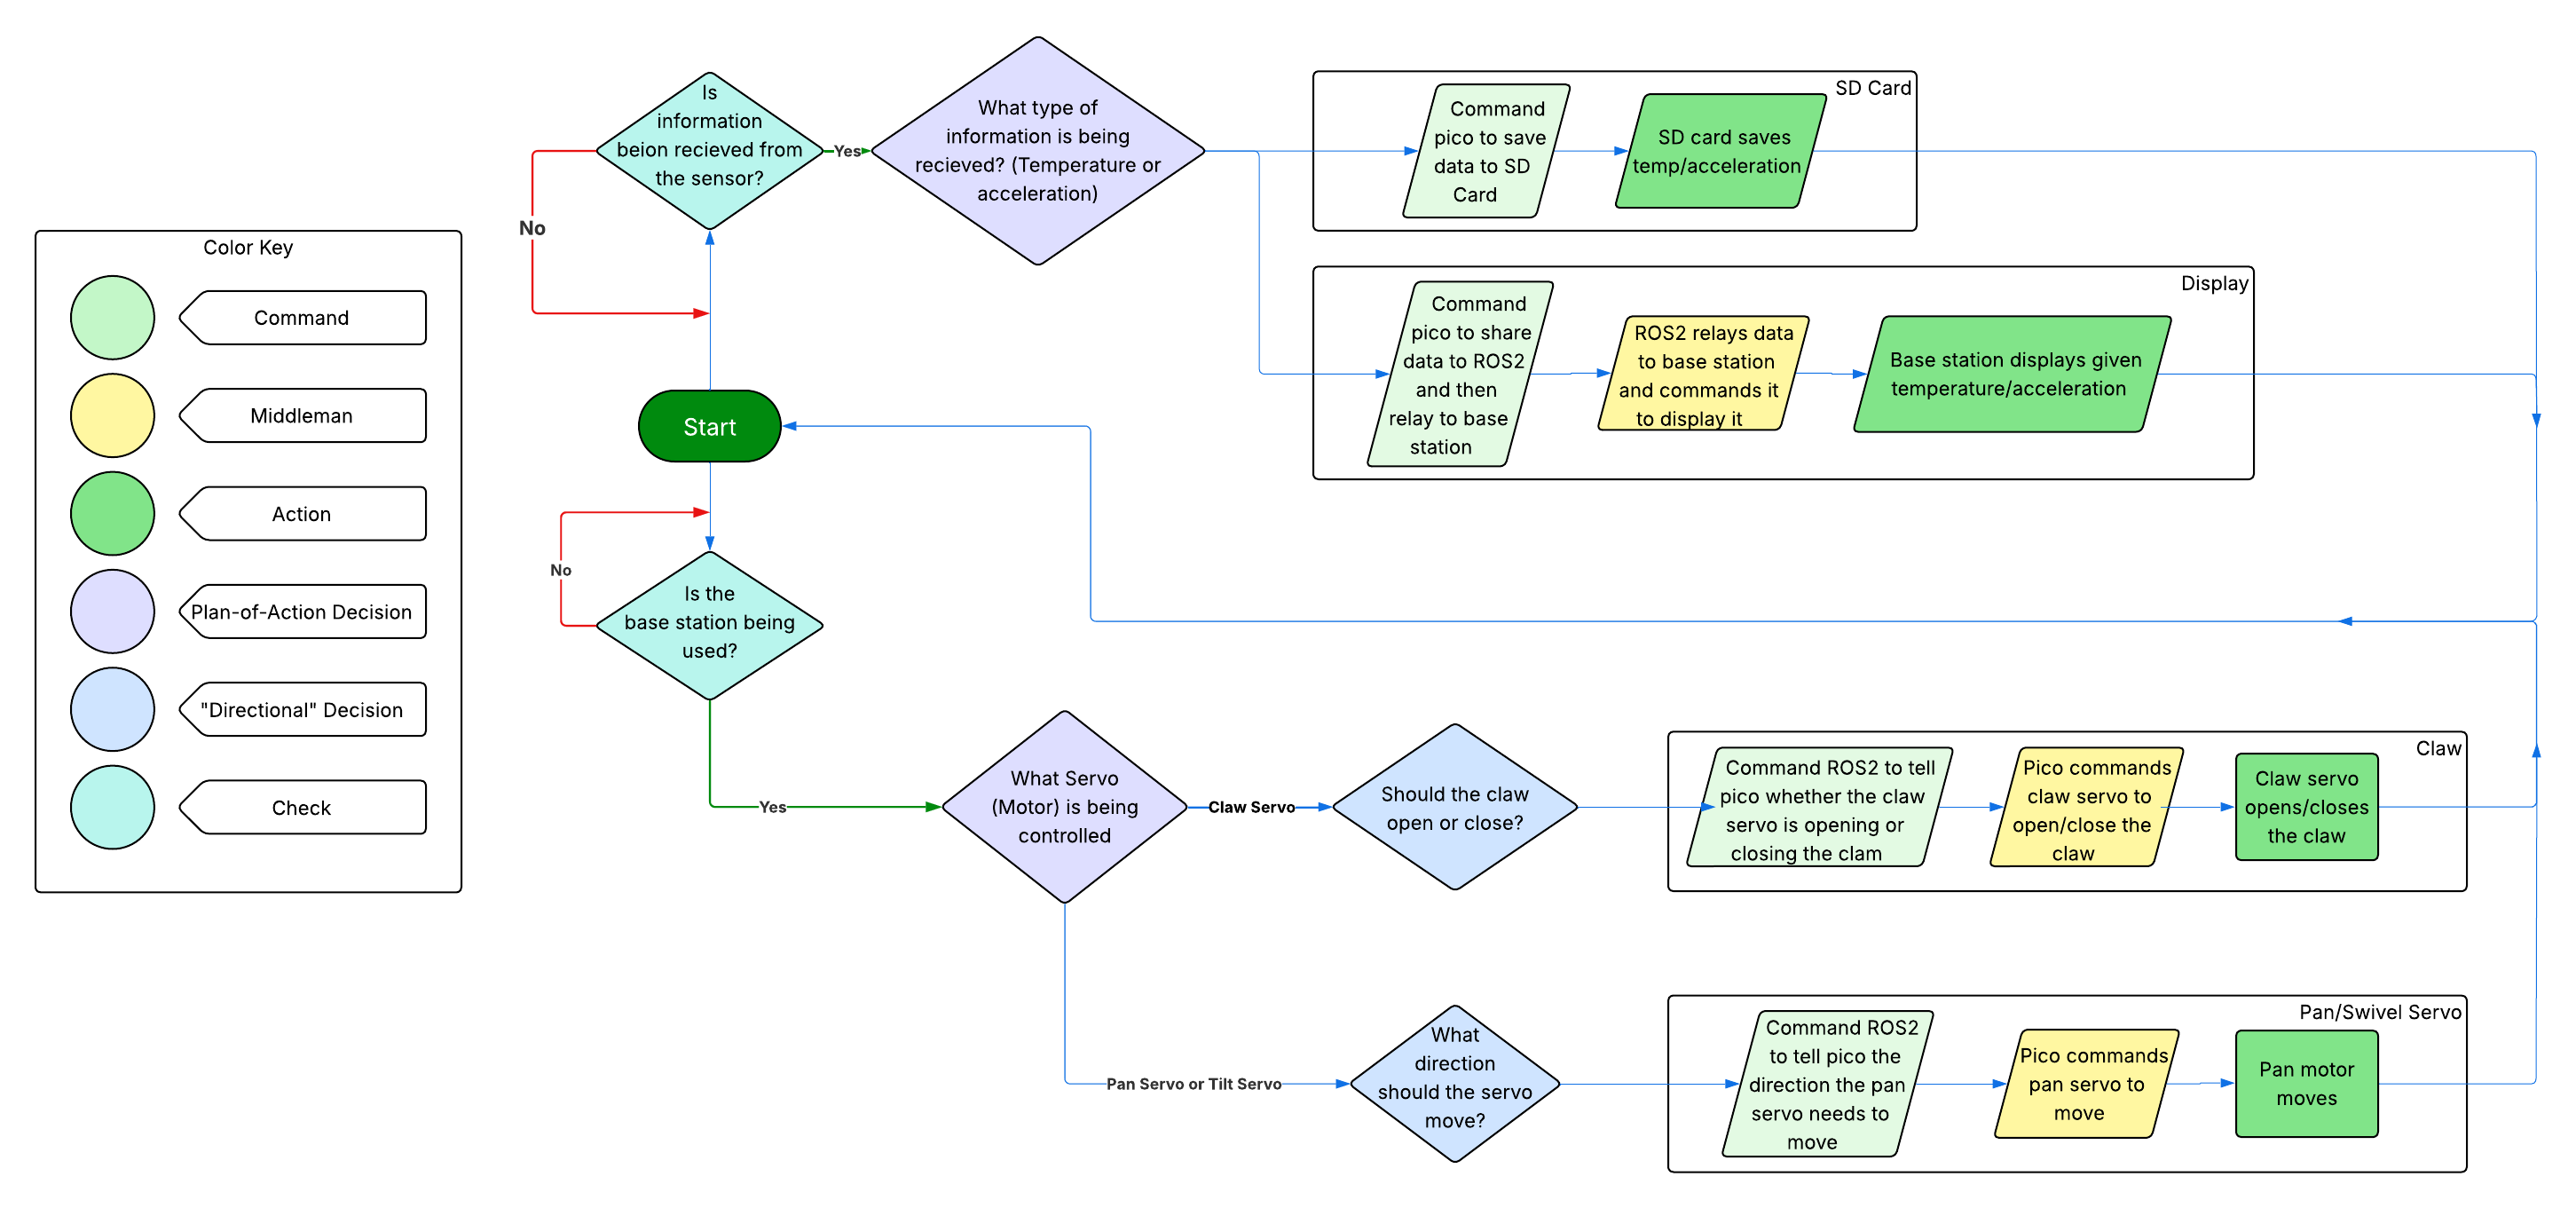 Color Key
Command
Middleman
Action
Plan-of-Action Decision
"Directional" Decision
Check
Is
information
beion recieved from
the sensor?
No
Yes
What type of
information is being
recieved? (Temperature or
acceleration)
SD Card
Command
pico to save
data to SD
Card
SD card saves
temp/acceleration
Display
Command
pico to share
data to ROS2
and then
relay to base
station
ROS2 relays data
to base station
and commands it
to display it
Base station displays given
temperature/acceleration
Start
No
Is the
base station being
used?
Yes
What Servo
(Motor) is being
controlled
Claw Servo
Should the claw
open or close?
Claw
Command ROS2 to tell
pico whether the claw
servo is opening or
closing the clam
Pico commands
claw servo to
open/close the
claw
Claw servo
opens/closes
the claw
Pan Servo or Tilt Servo
What
direction
should the servo
move?
Pan/Swivel Servo
Command ROS2
to tell pico the
direction the pan
servo needs to
move
Pico commands
pan servo to
move
Pan motor
moves